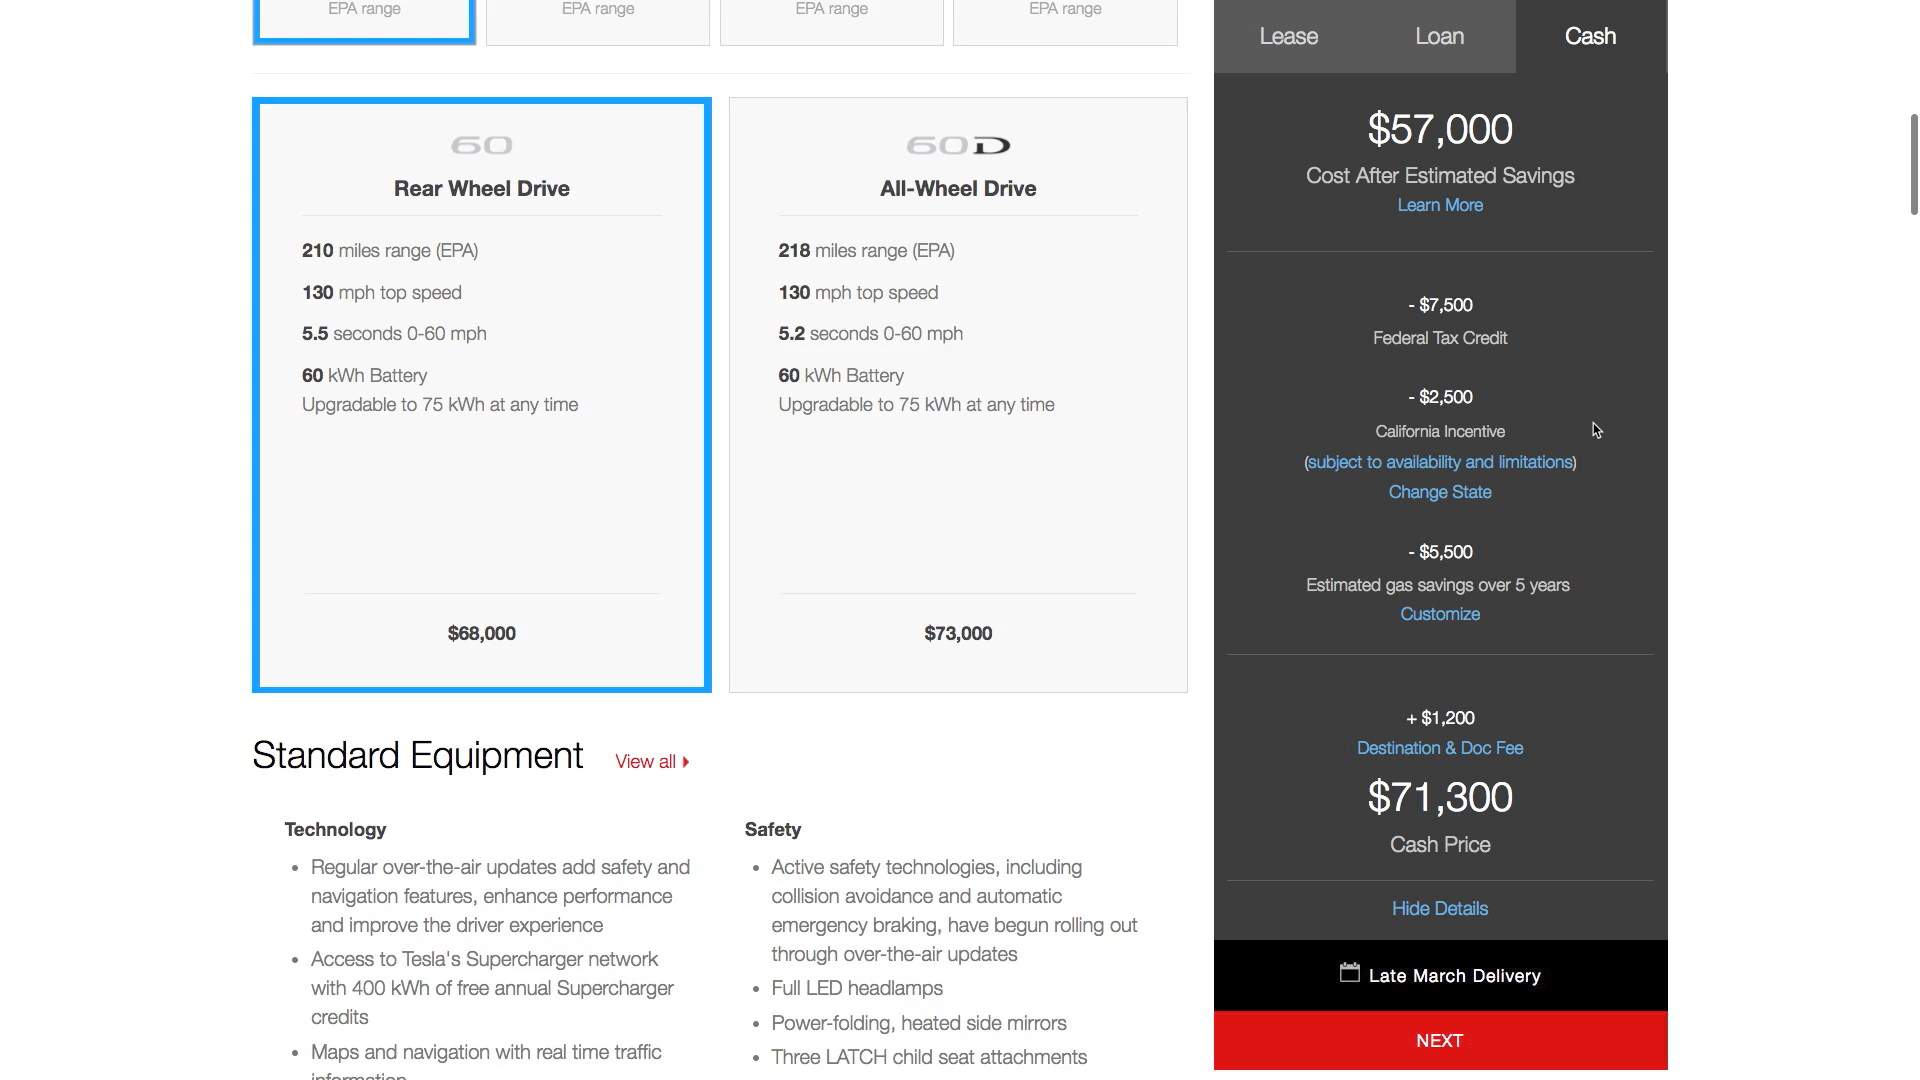 EPA range
EPA range
EPA range
EPA range
60
Rear Wheel Drive
210 miles range (EPA)
130 mph top speed
5.5 seconds 0-60 mph
60 kWh Battery
Upgradable to 75 kWh at any time
$68,000
60D
All-Wheel Drive
218 miles range (EPA)
130 mph top speed
5.2 seconds 0-60 mph
60 kWh Battery
Upgradable to 75 kWh at any time
$73,000
Standard Equipment
View all
Technology
• Regular over-the-air updates add safety and
navigation features, enhance performance
and improve the driver experience
• Access to Tesla's Supercharger network
with 400 kWh of free annual Supercharger
credits
• Maps and navigation with real time traffic
information
Safety
• Active safety technologies, including
collision avoidance and automatic
emergency braking, have begun rolling out
through over-the-air updates
• Full LED headlamps
• Power-folding, heated side mirrors
• Three LATCH child seat attachments
Lease
Loan
Cash
$57,000
Cost After Estimated Savings
Learn More
- $7,500
Federal Tax Credit
- $2,500
California Incentive
(subject to availability and limitations)
Change State
- $5,500
Estimated gas savings over 5 years
Customize
+ $1,200
Destination & Doc Fee
$71,300
Cash Price
Hide Details
Late March Delivery
NEXT